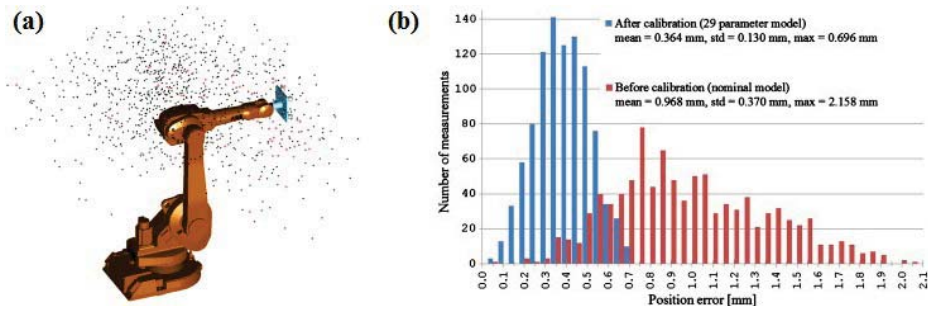 (a)
(b)
After calibration (29 parameter model)
mean = 0.364 mm, std = 0.130 mm, max = 0.696 mm
Before calibration (nominal model)
mean = 0.968 mm, std = 0.370 mm, max = 2.158 mm
Number of measurements
140
120
100
80
60
40
20
0
0.0 0.1 0.2 0.3 0.4 0.5 0.6 0.7 0.8 0.9 1.0 1.1 1.2 1.3 1.4 1.5 1.6 1.7 1.8 1.9 2.0 2.1
Position error [mm]